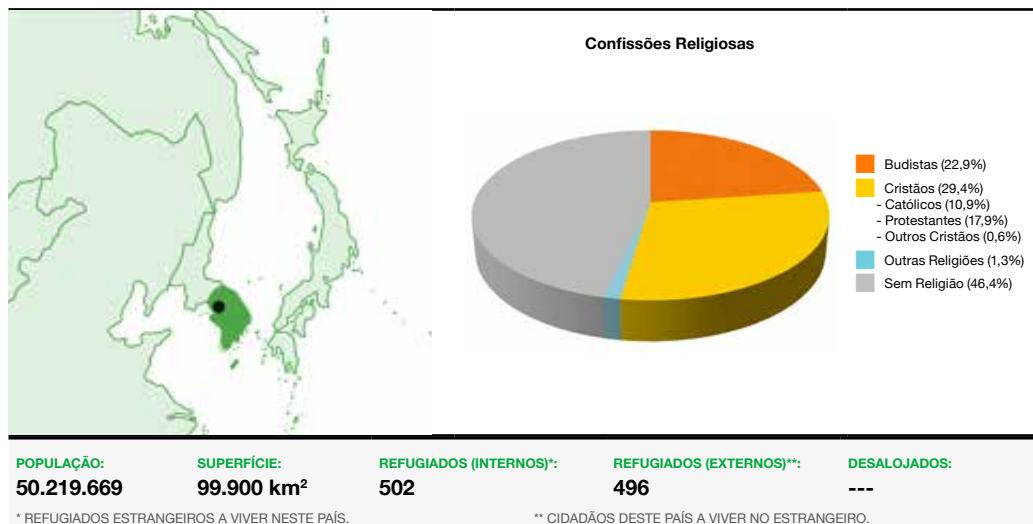 Confissões Religiosas
Budistas (22,9%)
Cristãos (29,4%)
- Católicos (10,9%)
- Protestantes (17,9%)
- Outros Cristãos (0,6%)
Outras Religiões (1,3%)
Sem Religião (46,4%)
POPULAÇÃO:
50.219.669
SUPERFÍCIE:
99.900 km²
REFUGIADOS (INTERNOS)*:
502
REFUGIADOS (EXTERNOS)**:
496
DESALOJADOS:
---
* REFUGIADOS ESTRANGEIROS A VIVER NESTE PAÍS.
** CIDADÃOS DESTE PAÍS A VIVER NO ESTRANGEIRO.